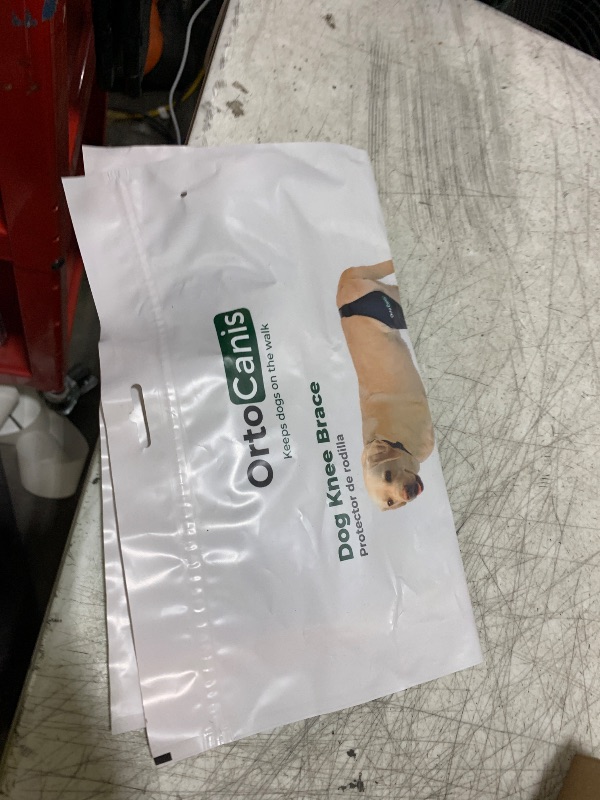 OrtoCanis
Keeps dogs on the walk
Dog Knee Brace
Protector de rodilla